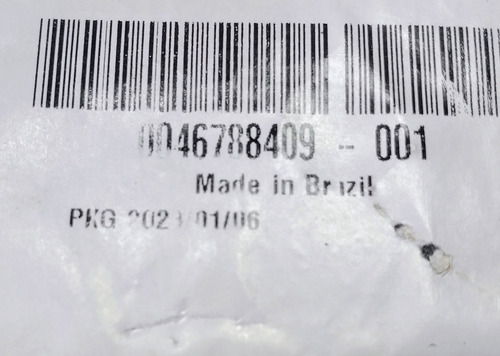 0046788409 - 001
Made in Brazil
PKG 2023/01/06